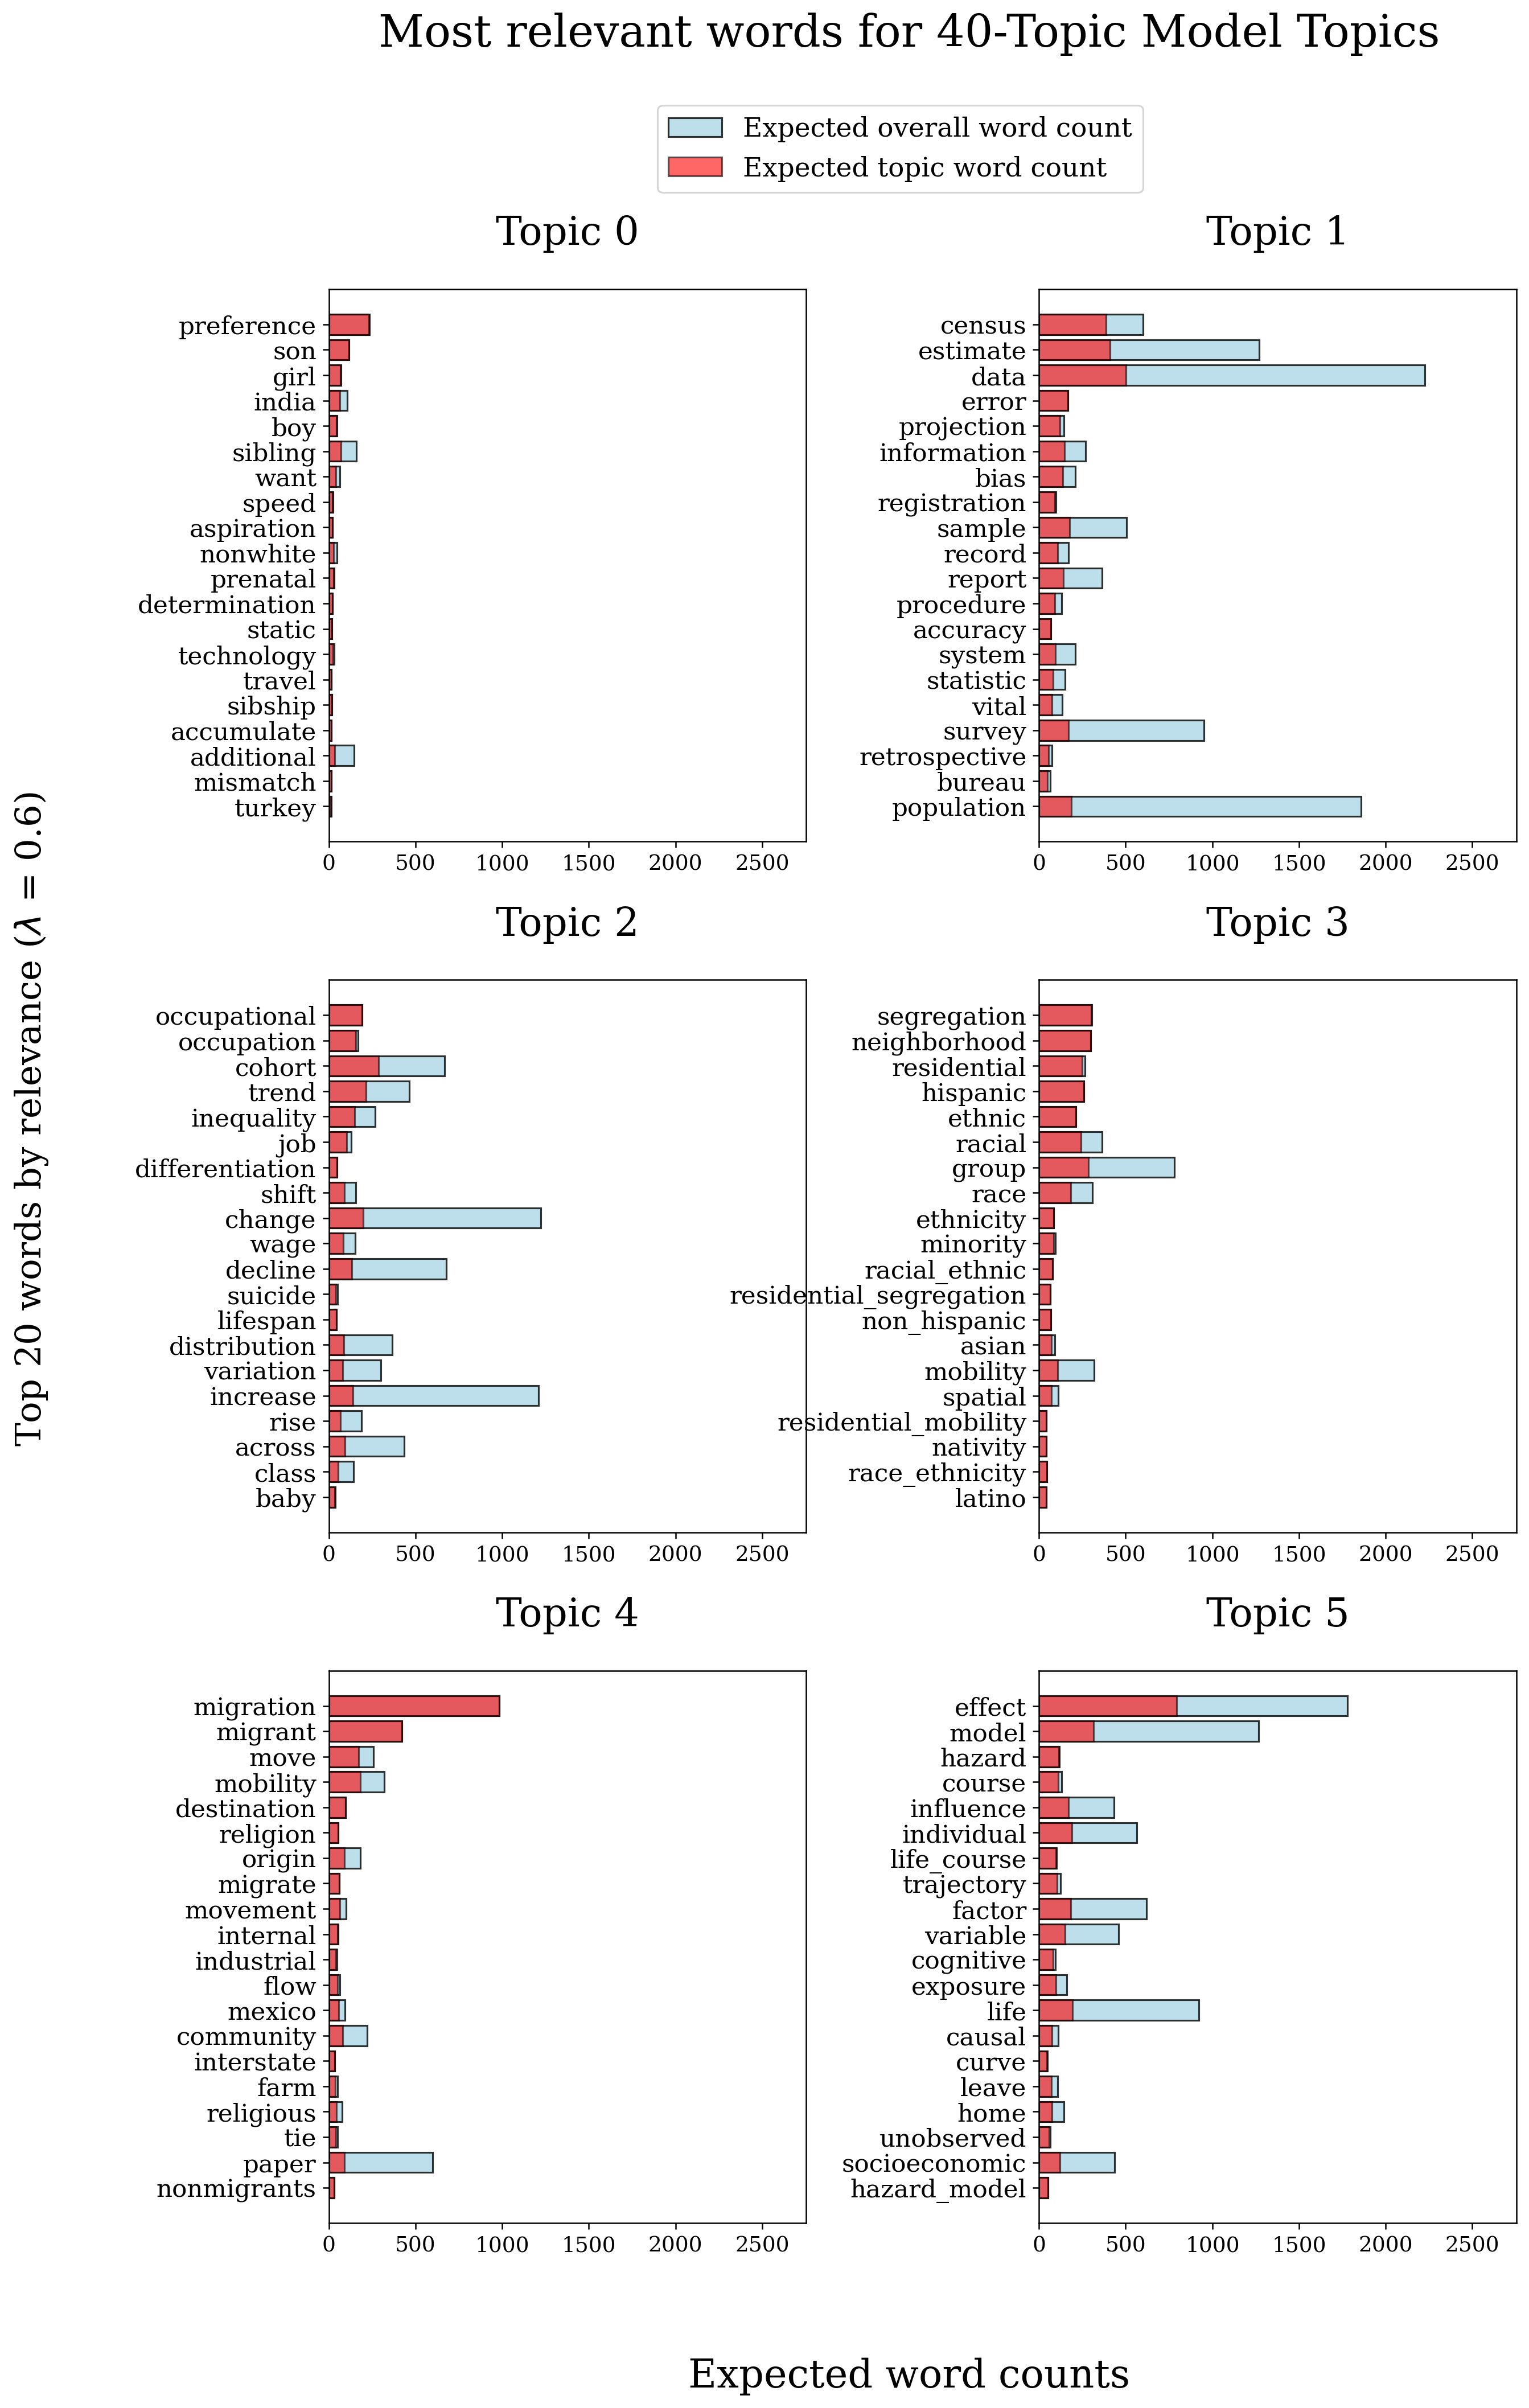 Most relevant words for 40-Topic Model Topics
Expected overall word count
Expected topic word count
Top 20 words by relevance (λ = 0.6)
Topic 0
preference
son
girl
india
boy
sibling
want
speed
aspiration
nonwhite
prenatal
determination
static
technology
travel
sibship
accumulate
additional
mismatch
turkey
0 500 1000 1500 2000 2500
Topic 1
census
estimate
data
error
projection
information
bias
registration
sample
record
report
procedure
accuracy
system
statistic
vital
survey
retrospective
bureau
population
0 500 1000 1500 2000 2500
Topic 2
occupational
occupation
cohort
trend
inequality
job
differentiation
shift
change
wage
decline
suicide
lifespan
distribution
variation
increase
rise
across
class
baby
0 500 1000 1500 2000 2500
Topic 3
segregation
neighborhood
residential
hispanic
ethnic
racial
group
race
ethnicity
minority
racial_ethnic
residential_segregation
non_hispanic
asian
mobility
spatial
residential_mobility
nativity
race_ethnicity
latino
0 500 1000 1500 2000 2500
Topic 4
migration
migrant
move
mobility
destination
religion
origin
migrate
movement
internal
industrial
flow
mexico
community
interstate
farm
religious
tie
paper
nonmigrants
0 500 1000 1500 2000 2500
Topic 5
effect
model
hazard
course
influence
individual
life_course
trajectory
factor
variable
cognitive
exposure
life
causal
curve
leave
home
unobserved
socioeconomic
hazard_model
0 500 1000 1500 2000 2500
Expected word counts